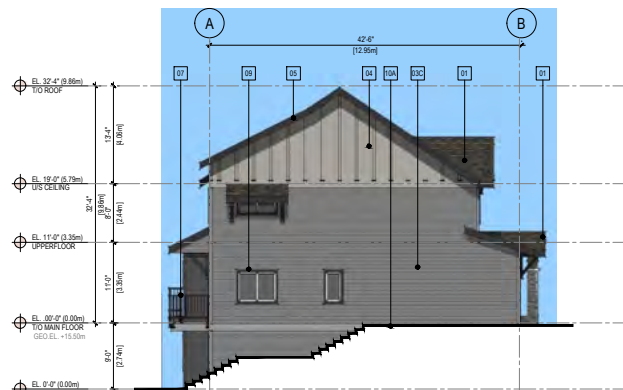 A
B
42'-6"
[12.95m]
07
09
05
04
10A
03C
01
01
EL. 32'-4" (9.86m)
T/O ROOF
13'-4"
[4.06m]
EL. 19'-0" (5.79m)
U/S CEILING
32'-4"
[9.86m]
8'-0"
[2.44m]
EL. 11'-0" (3.35m)
UPPERFLOOR
11'-0"
[3.35m]
EL. .00'-0" (0.00m)
T/O MAIN FLOOR
GEO.EL. +15.50m
9'-0"
[2.74m]
EL. 0'-0" (0.00m)